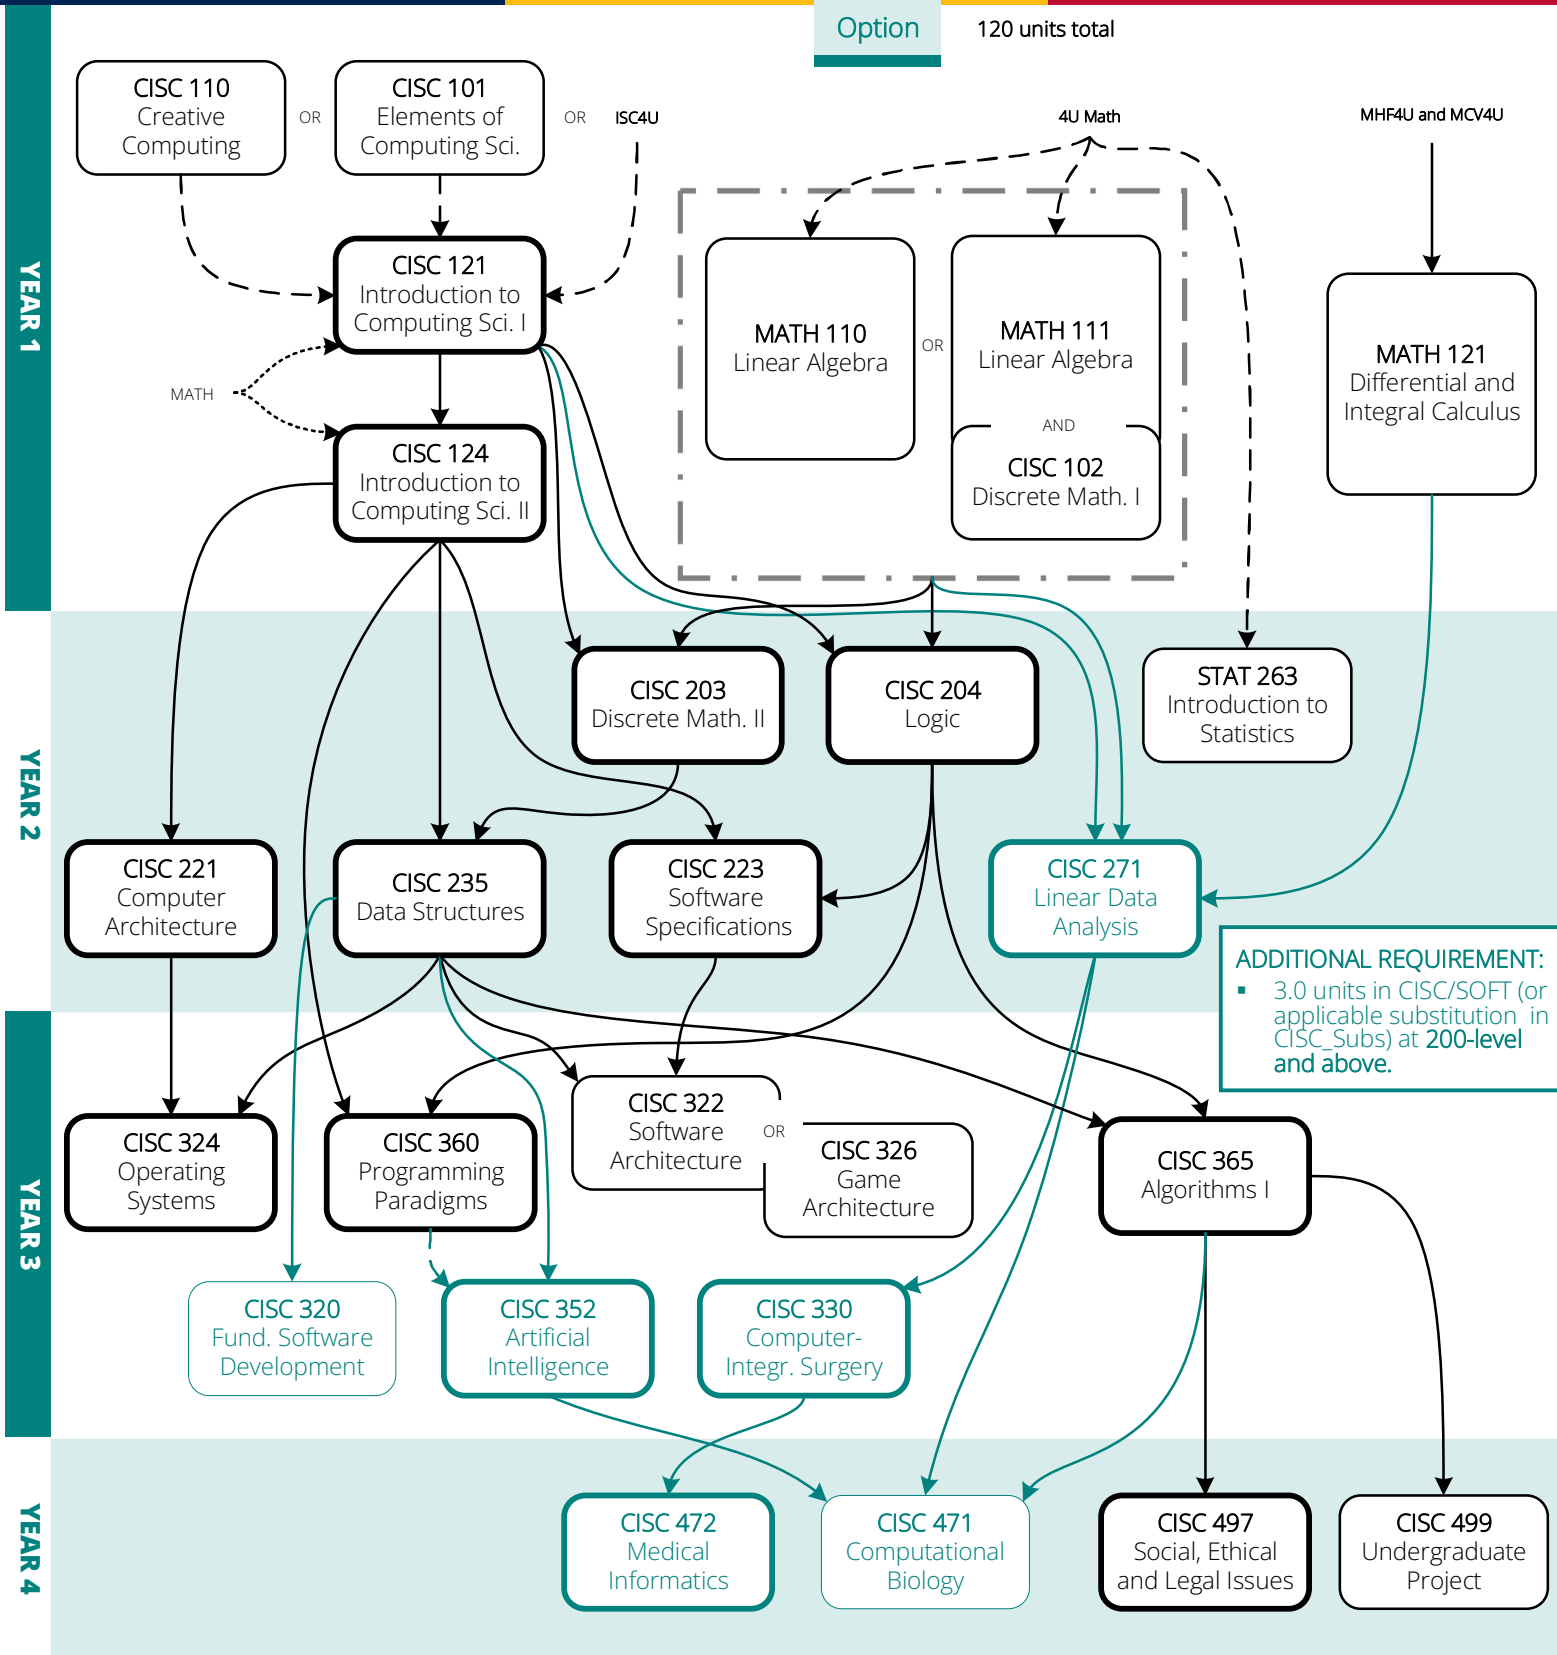 Option
120 units total
YEAR 1
CISC 110
Creative
Computing
OR
CISC 101
Elements of
Computing Sci.
OR
ISC4U
4U Math
MHF4U and MCV4U
CISC 121
Introduction to
Computing Sci. I
MATH
CISC 124
Introduction to
Computing Sci. II
MATH 110
Linear Algebra
OR
MATH 111
Linear Algebra
AND
CISC 102
Discrete Math. I
MATH 121
Differential and
Integral Calculus
YEAR 2
CISC 203
Discrete Math. II
CISC 204
Logic
STAT 263
Introduction to
Statistics
CISC 221
Computer
Architecture
CISC 235
Data Structures
CISC 223
Software
Specifications
CISC 271
Linear Data
Analysis
ADDITIONAL REQUIREMENT:
▪ 3.0 units in CISC/SOFT (or
applicable substitution in
CISC_Subs) at 200-level
and above.
YEAR 3
CISC 324
Operating
Systems
CISC 360
Programming
Paradigms
CISC 322
Software
Architecture
OR
CISC 326
Game
Architecture
CISC 365
Algorithms I
CISC 320
Fund. Software
Development
CISC 352
Artificial
Intelligence
CISC 330
Computer-
Integr. Surgery
YEAR 4
CISC 472
Medical
Informatics
CISC 471
Computational
Biology
CISC 497
Social, Ethical
and Legal Issues
CISC 499
Undergraduate
Project